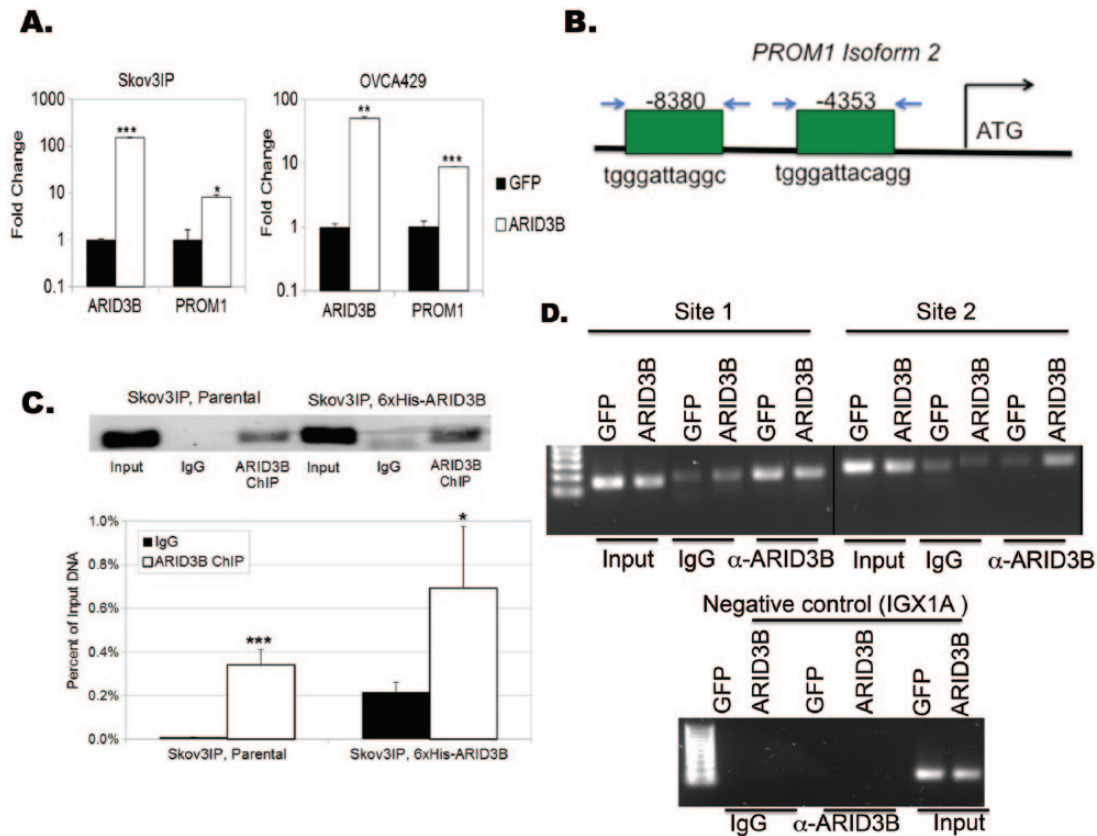 A.
Skov3IP
OVCA429
Fold Change
1000
100
10
1
0.1
***
*
ARID3B
PROM1
Fold Change
100
10
1
0.1
**
***
ARID3B
PROM1
GFP
ARID3B
B.
PROM1 Isoform 2
-8380
-4353
ATG
tgggattaggc
tgggattacagg
C.
Skov3IP, Parental
Skov3IP, 6xHis-ARID3B
Input
IgG
ARID3B
ChIP
Input
IgG
ARID3B
ChIP
Percent of Input DNA
1.0%
0.8%
0.6%
0.4%
0.2%
0.0%
IgG
ARID3B ChIP
***
*
Skov3IP, Parental
Skov3IP, 6xHis-ARID3B
D.
Site 1
Site 2
GFP
ARID3B
GFP
ARID3B
GFP
ARID3B
GFP
ARID3B
GFP
ARID3B
GFP
ARID3B
Input
IgG
α-ARID3B
Input
IgG
α-ARID3B
Negative control (IGX1A )
GFP
ARID3B
GFP
ARID3B
GFP
ARID3B
IgG
α-ARID3B
Input